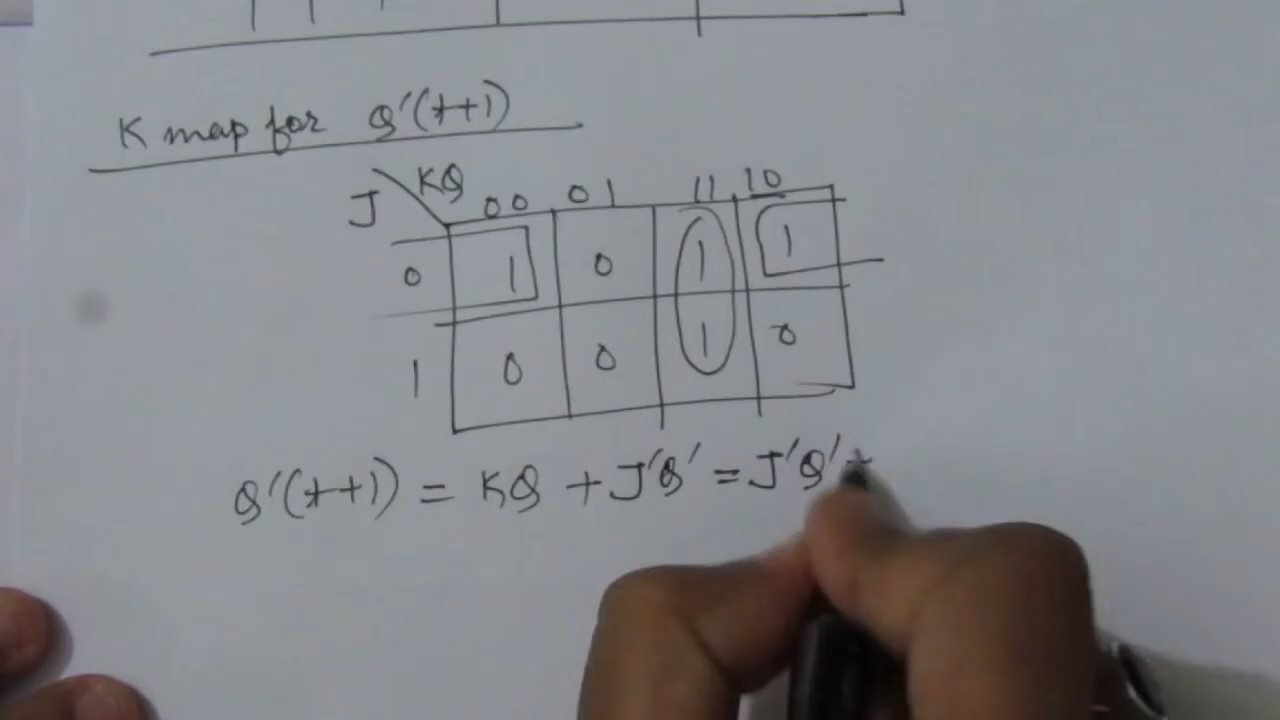 K map for Q'(t+1)
J KQ 00 01 11 10
0 1 0 1 1
1 0 0 1 0
Q'(t+1) = KQ + J'Q' = J'Q' +